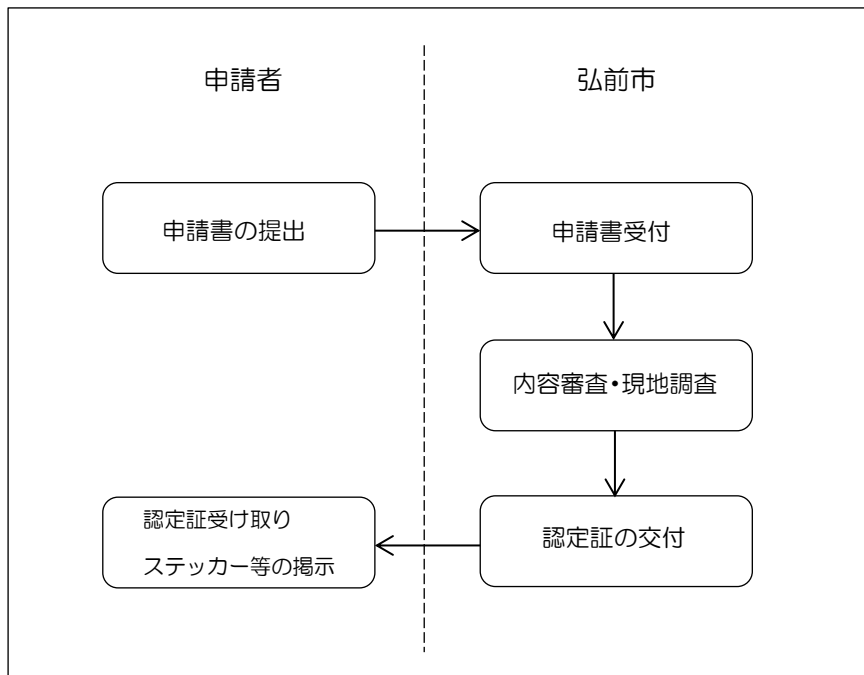 申請者
弘前市
申請書の提出
申請書受付
内容審査・現地調査
認定証の交付
認定証受け取り
ステッカー等の掲示